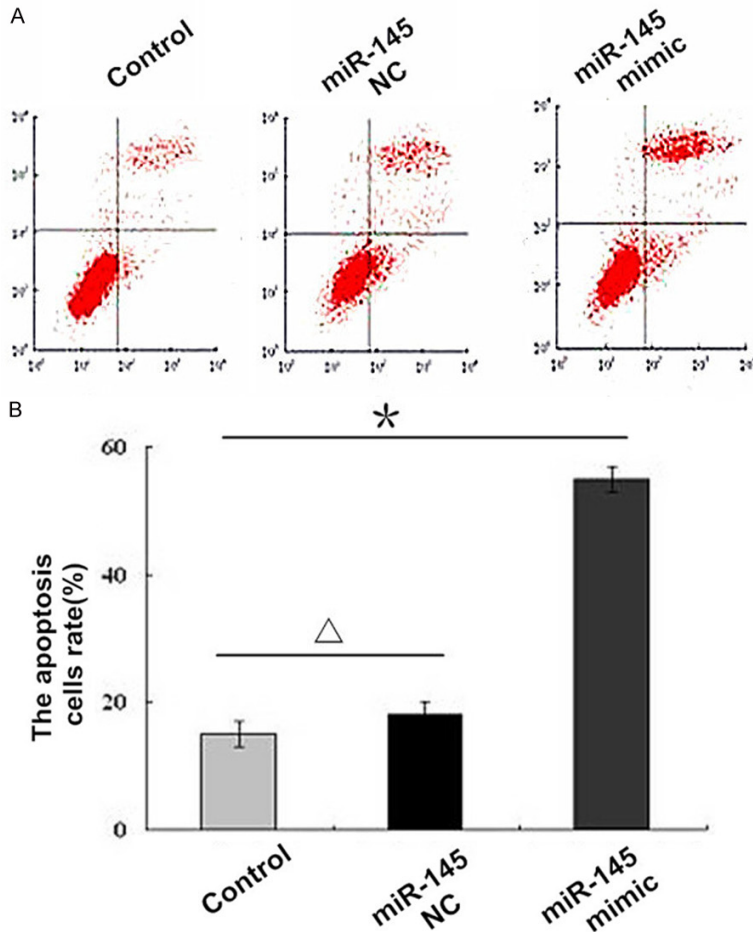 A
Control
miR-145
NC
miR-145
mimic
B
*
60
40
20
0
△
The apoptosis
cells rate(%)
Control
miR-145
NC
miR-145
mimic